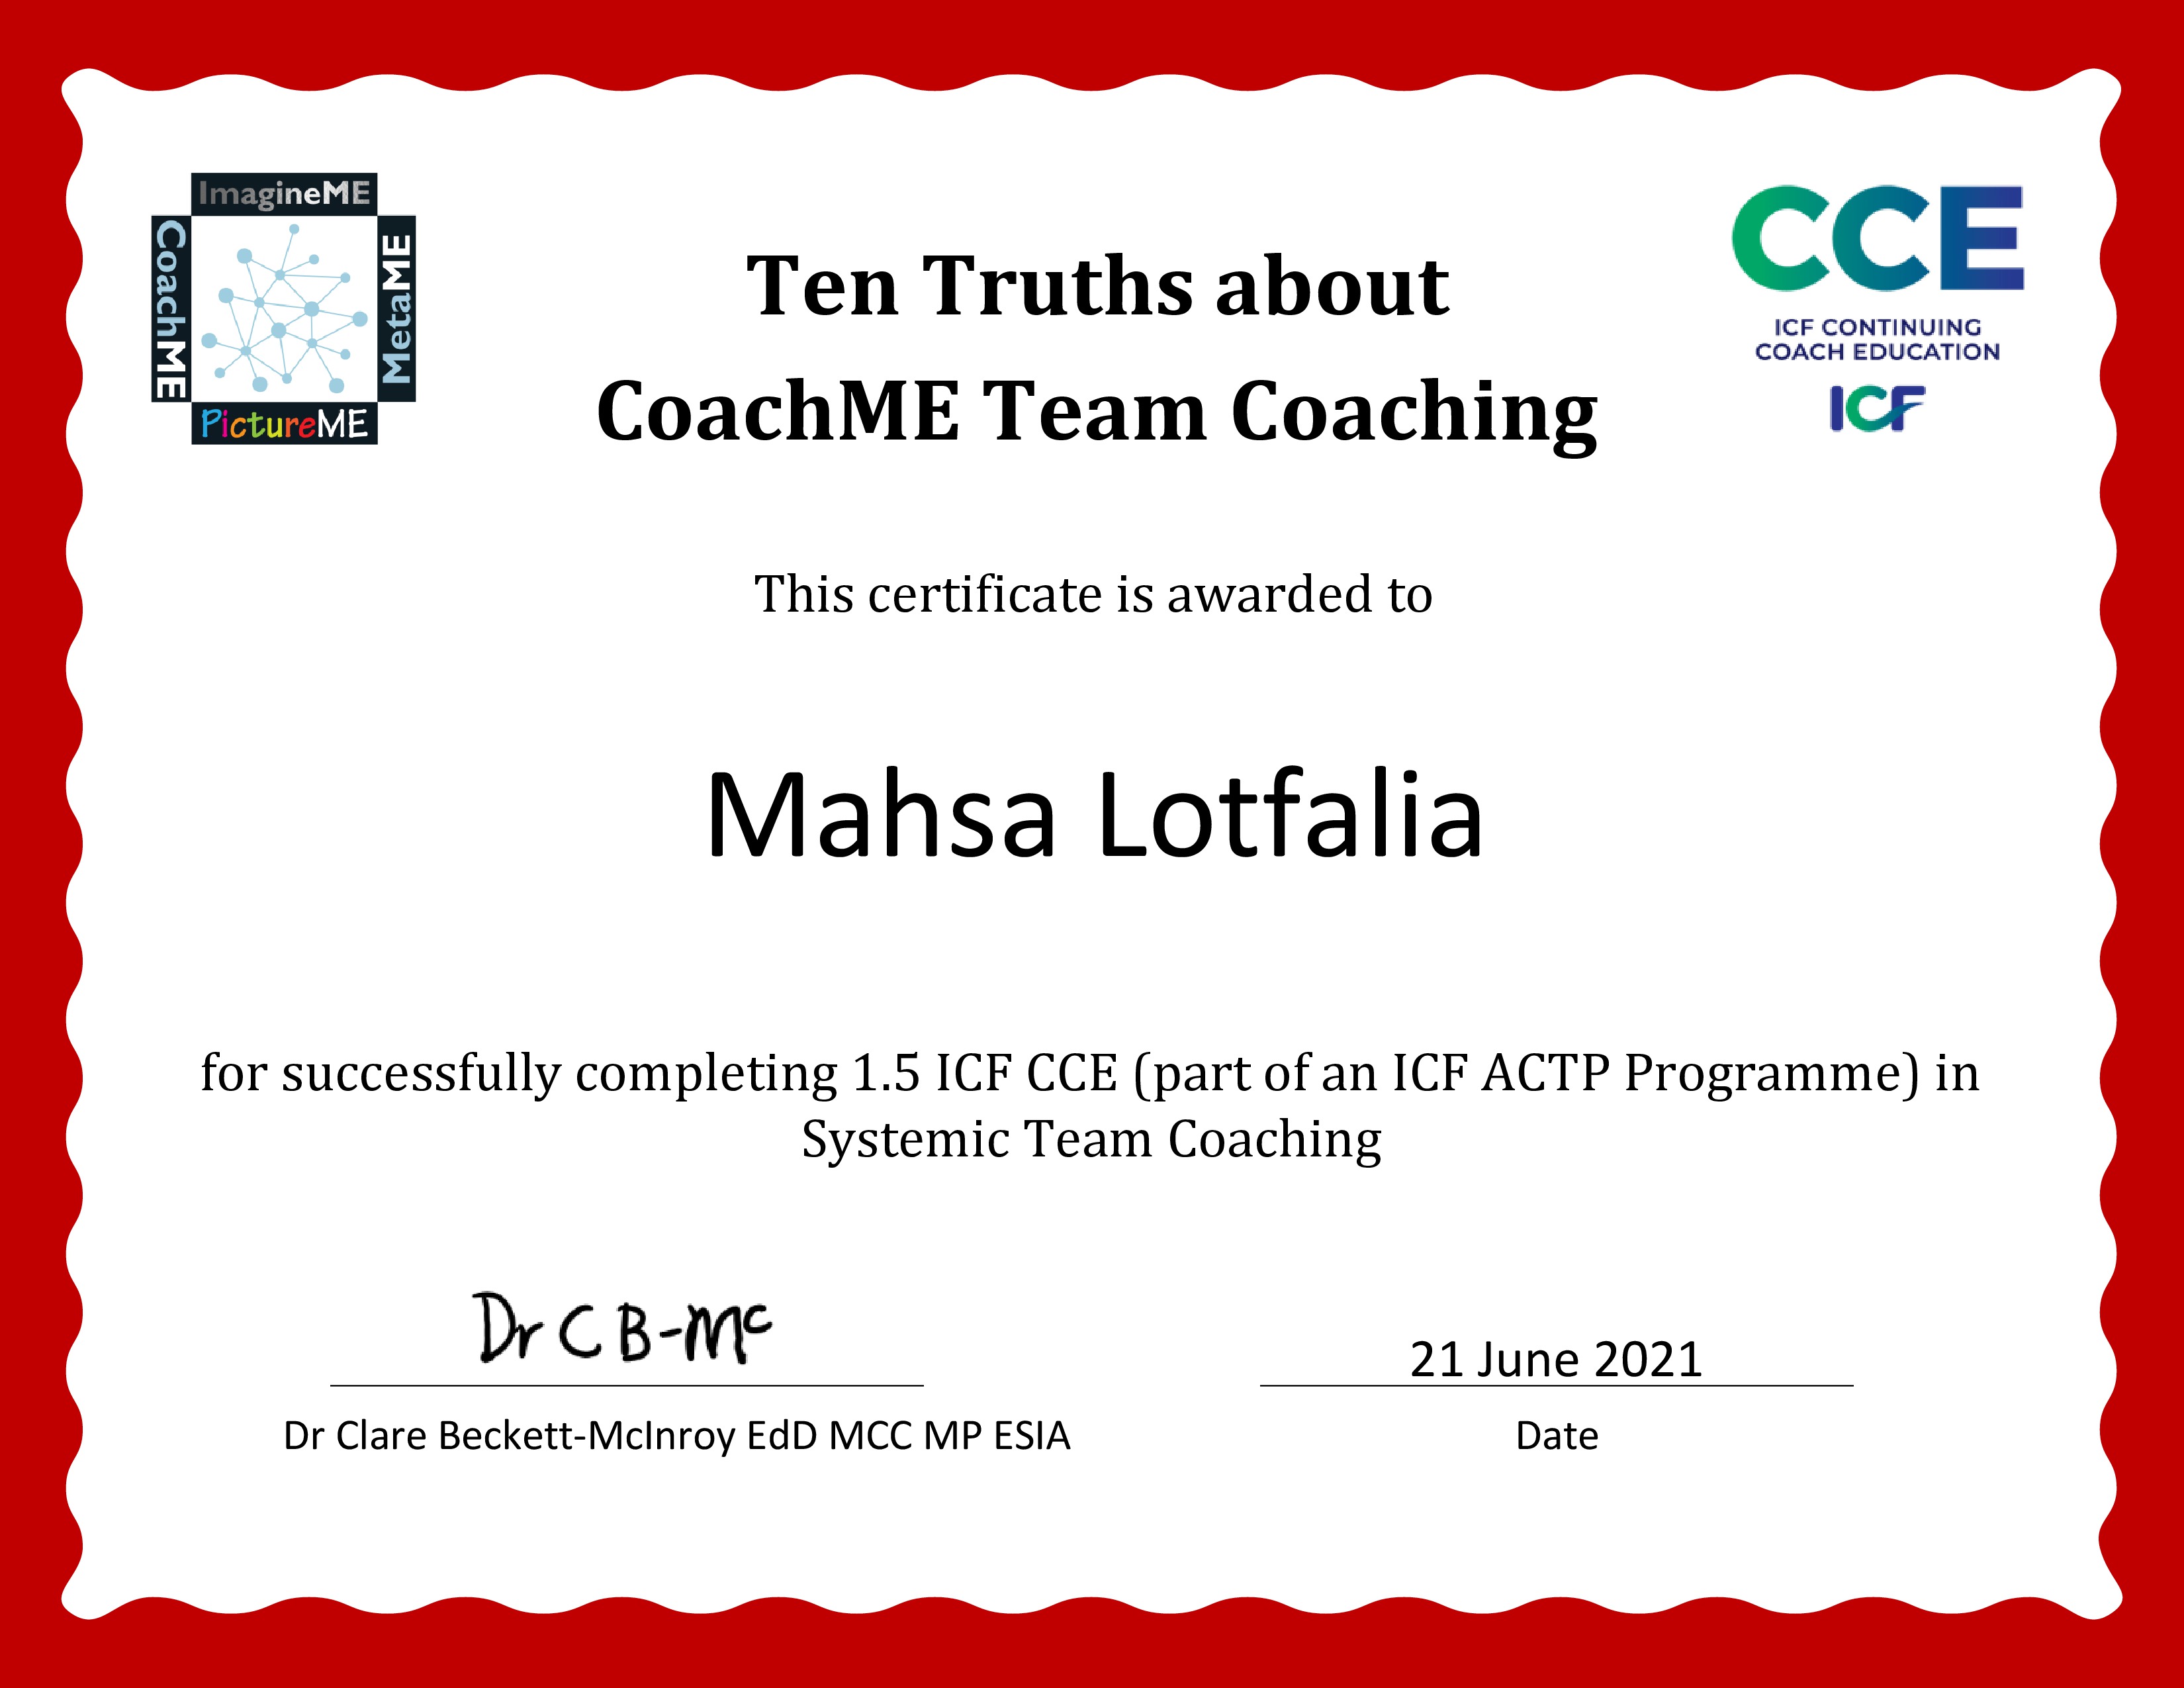 ImagineME
CoachME
MetaME
PictureME
CCE
ICF CONTINUING
COACH EDUCATION
ICF
Ten Truths about
CoachME Team Coaching
This certificate is awarded to
Mahsa Lotfalia
for successfully completing 1.5 ICF CCE (part of an ICF ACTP Programme) in
Systemic Team Coaching
Dr C B-Mc
21 June 2021
Dr Clare Beckett-McInroy EdD MCC MP ESIA
Date